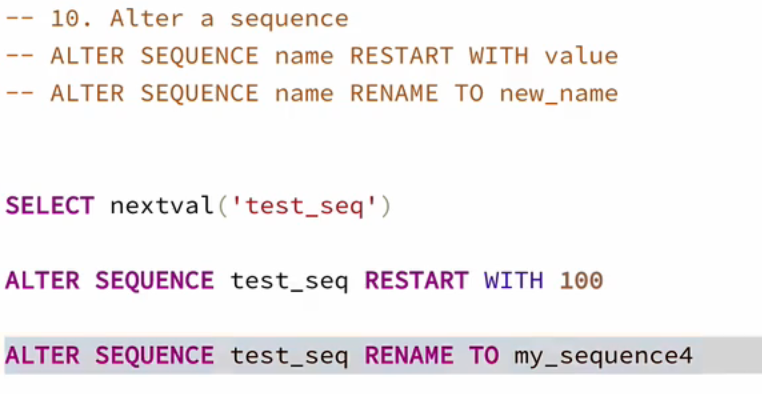 -- 10. Alter a sequence
-- ALTER SEQUENCE name RESTART WITH value
-- ALTER SEQUENCE name RENAME TO new_name
SELECT nextval('test_seq')
ALTER SEQUENCE test_seq RESTART WITH 100
ALTER SEQUENCE test_seq RENAME TO my_sequence4